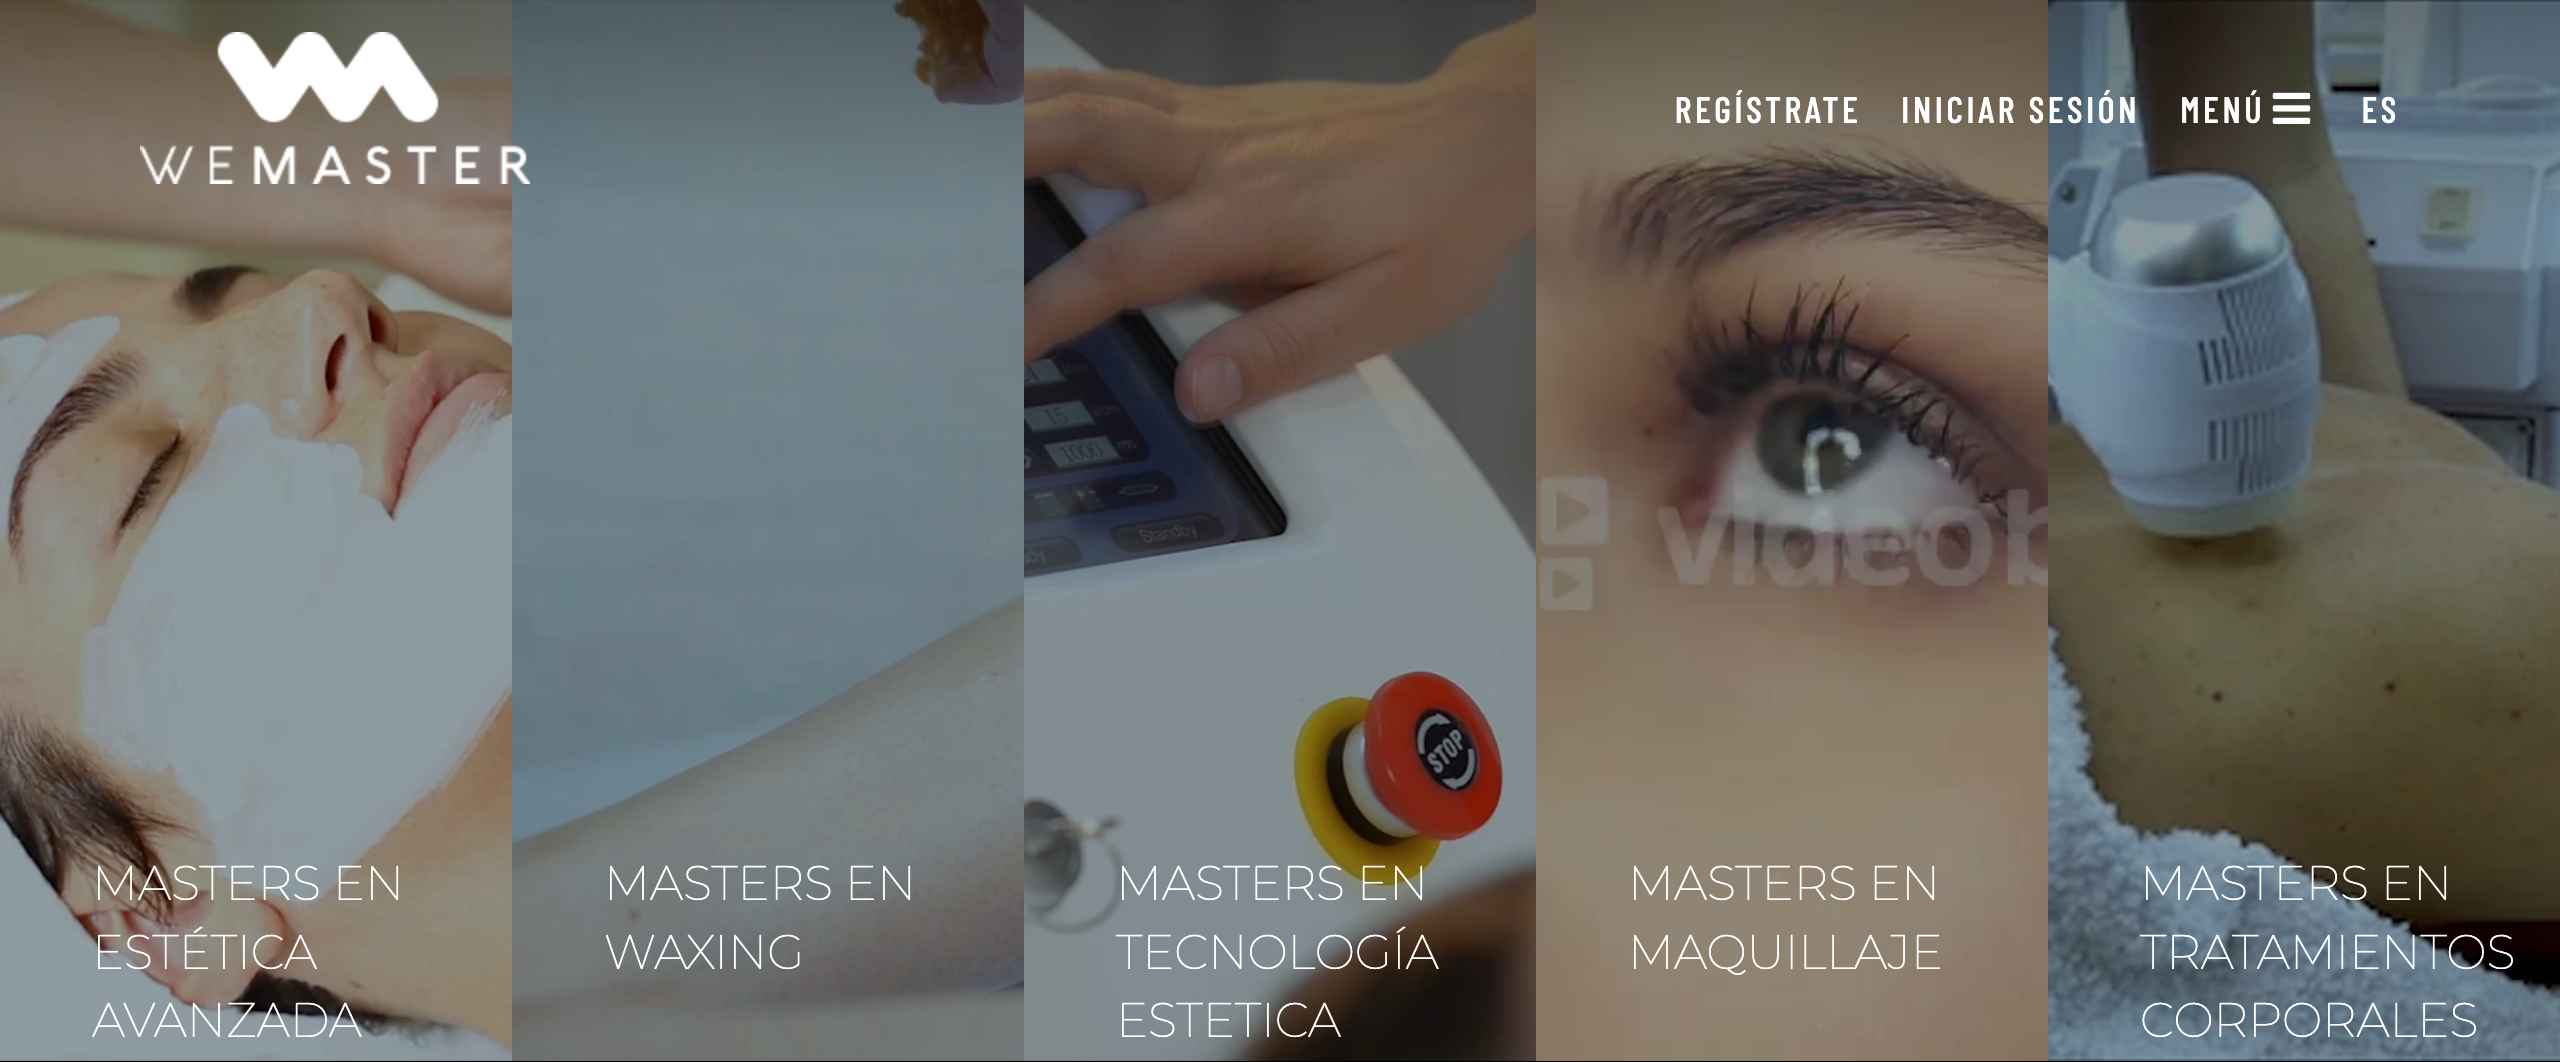 WEMASTER
REGÍSTRATE INICIAR SESIÓN MENÚ ES
15
1000
Standby
videob
STOP
MASTERS EN
ESTÉTICA
AVANZADA
MASTERS EN
WAXING
MASTERS EN
TECNOLOGÍA
ESTETICA
MASTERS EN
MAQUILLAJE
MASTERS EN
TRATAMIENTOS
CORPORALES